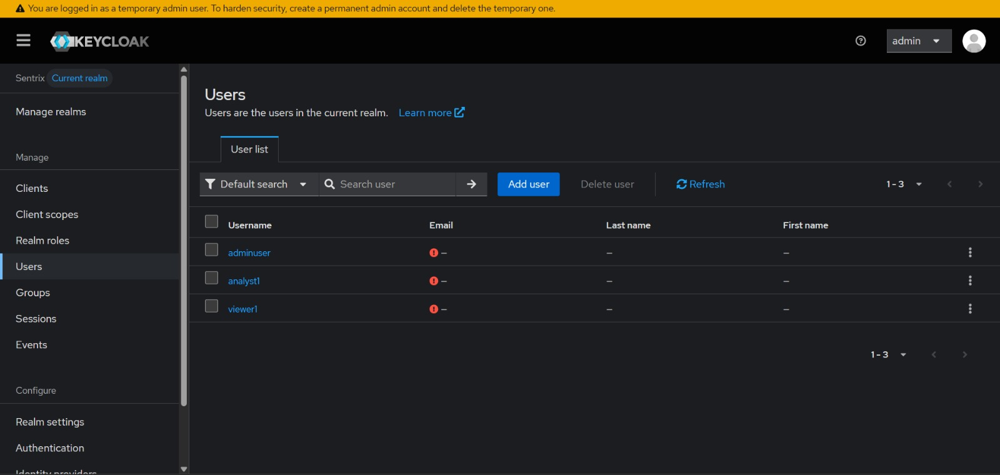 You are logged in as a temporary admin user. To harden security, create a permanent admin account and delete the temporary one.
KEYCLOAK
admin
Sentrix Current realm
Manage realms
Manage
Clients
Client scopes
Realm roles
Users
Groups
Sessions
Events
Configure
Realm settings
Authentication
Identity providers
Users
Users are the users in the current realm. Learn more
User list
Default search Search user Add user Delete user Refresh 1 - 3
Username Email Last name First name
adminuser – – –
analyst1 – – –
viewer1 – – –
1 - 3